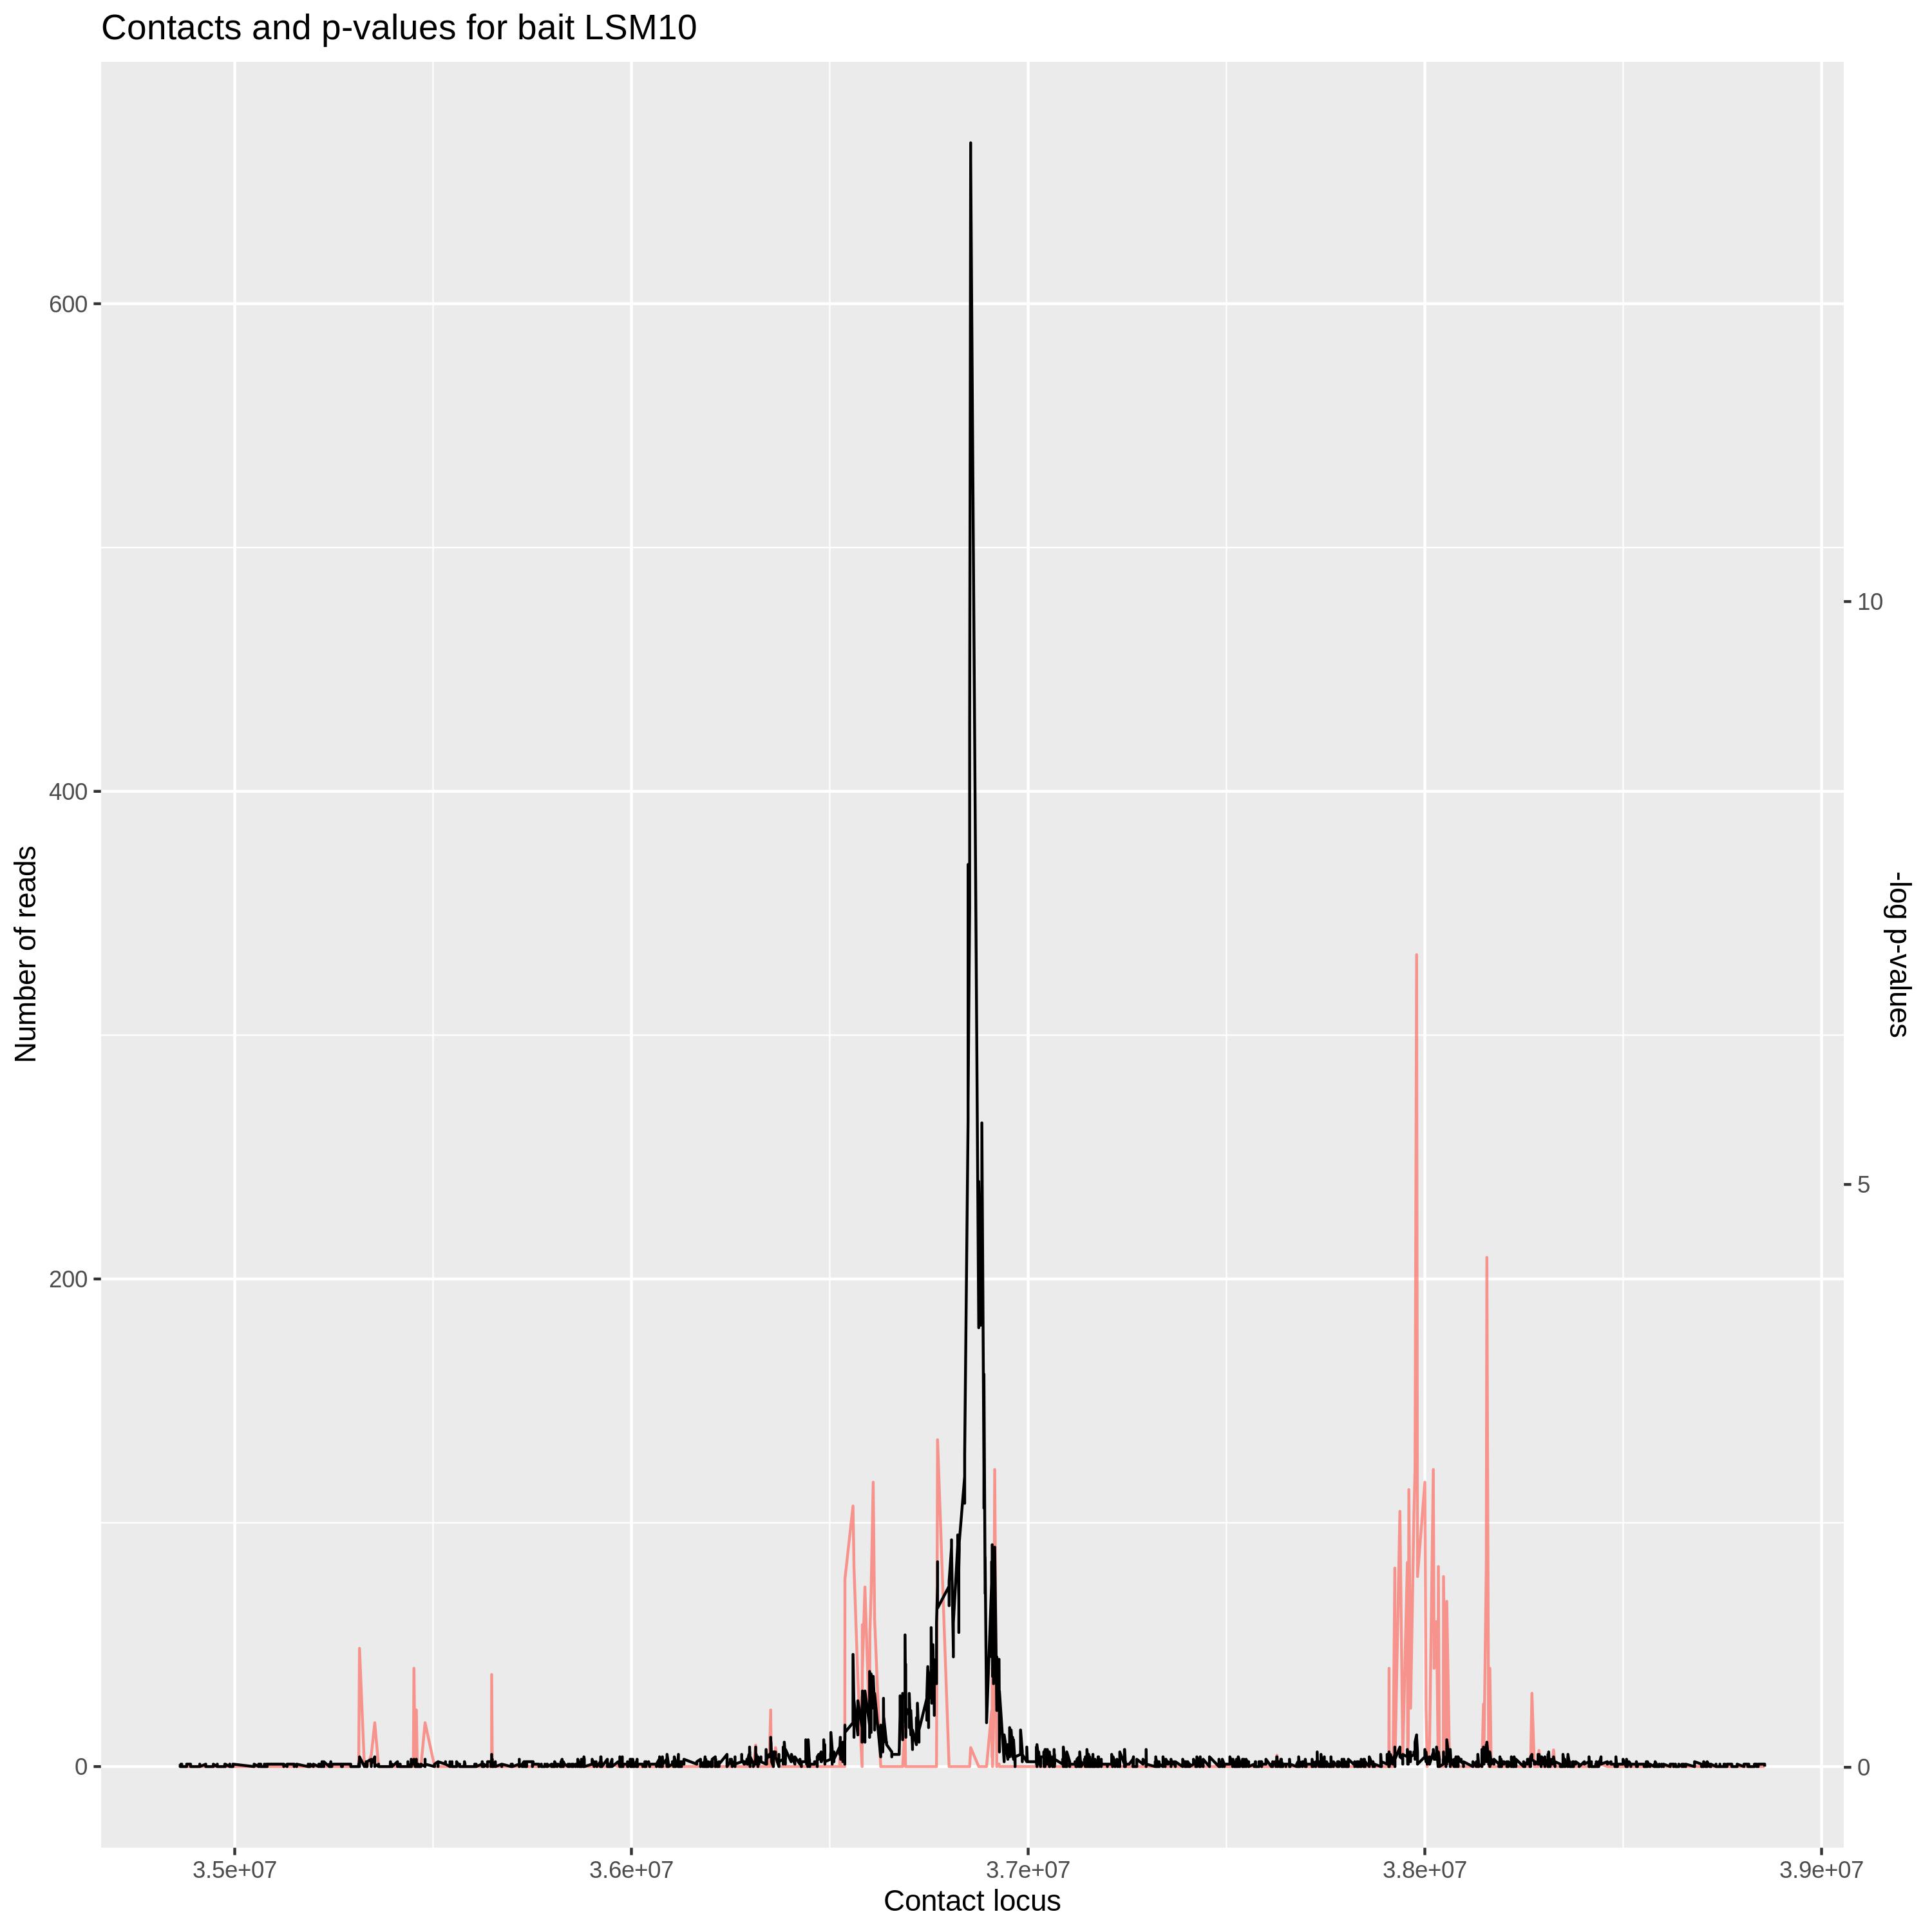 Contacts and p-values for bait LSM10
600
400
200
0
Number of reads
10
5
0
-log p-values
3.5e+07
3.6e+07
3.7e+07
3.8e+07
3.9e+07
Contact locus